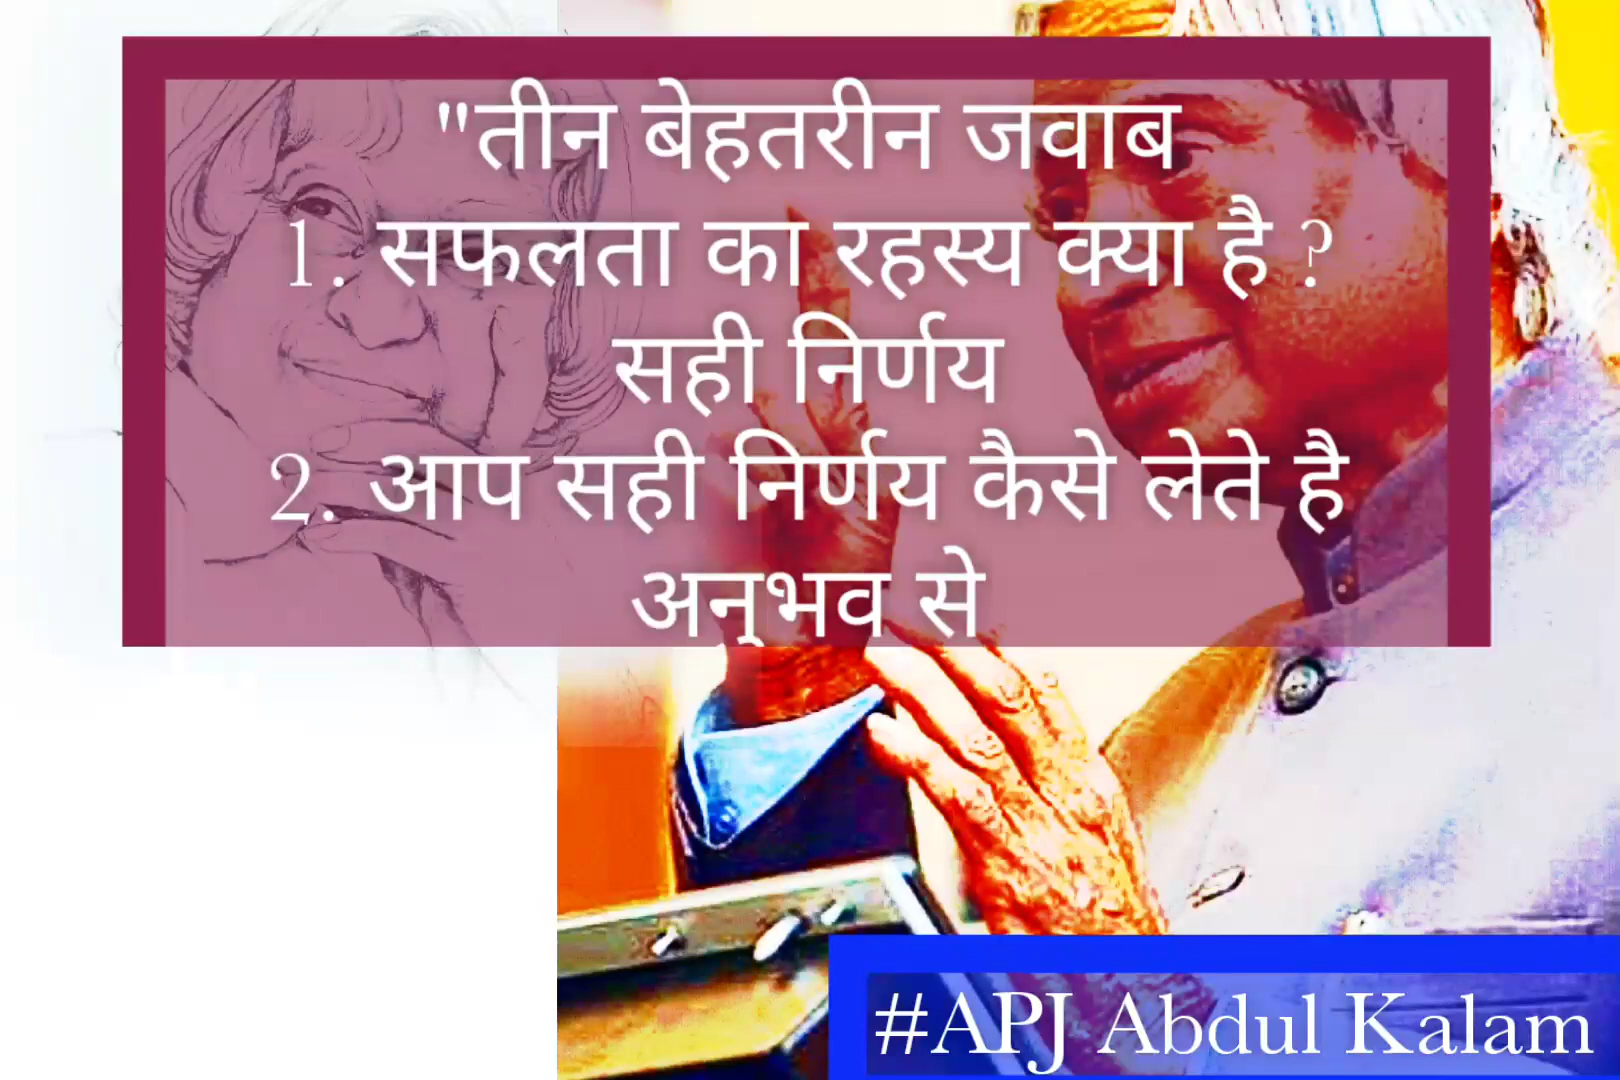 "तीन बेहतरीन जवाब
1. सफलता का रहस्य क्या है ?
सही निर्णय
2. आप सही निर्णय कैसे लेते है
अनुभव से
#APJ Abdul Kalam